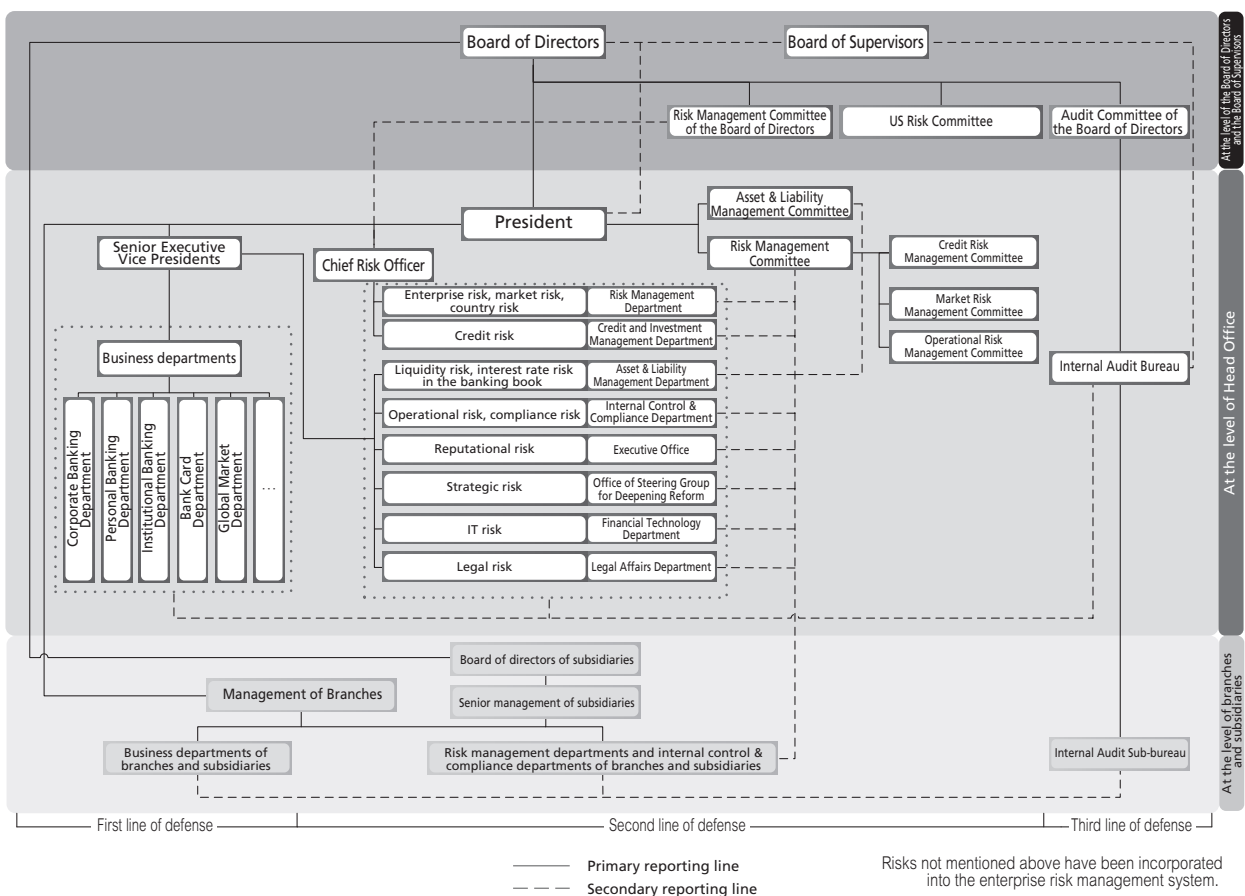 Board of Directors
Board of Supervisors
At the level of the Board of Directors
and the Board of Supervisors
Risk Management Committee
of the Board of Directors
US Risk Committee
Audit Committee of
the Board of Directors
Asset & Liability
Management Committee
President
Senior Executive
Vice Presidents
Chief Risk Officer
Risk Management
Committee
Credit Risk
Management Committee
Market Risk
Management Committee
Operational Risk
Management Committee
Enterprise risk, market risk,
country risk
Risk Management
Department
Credit risk
Credit and Investment
Management Department
Business departments
Liquidity risk, interest rate risk
in the banking book
Asset & Liability
Management Department
Internal Audit Bureau
Operational risk, compliance risk
Internal Control &
Compliance Department
Reputational risk
Executive Office
Strategic risk
Office of Steering Group
for Deepening Reform
IT risk
Financial Technology
Department
Legal risk
Legal Affairs Department
Corporate Banking
Department
Personal Banking
Department
Institutional Banking
Department
Bank Card
Department
Global Market
Department
...
At the level of Head Office
Board of directors of subsidiaries
Management of Branches
Senior management of subsidiaries
Business departments of
branches and subsidiaries
Risk management departments and internal control &
compliance departments of branches and subsidiaries
Internal Audit Sub-bureau
At the level of branches
and subsidiaries
First line of defense
Second line of defense
Third line of defense
Primary reporting line
Secondary reporting line
Risks not mentioned above have been incorporated
into the enterprise risk management system.